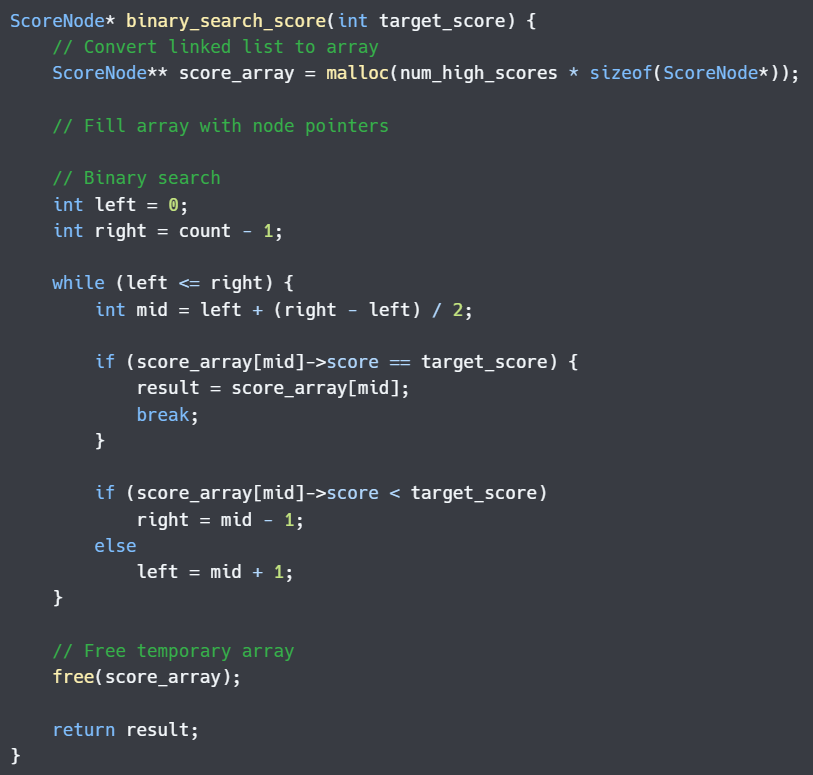 ScoreNode* binary_search_score(int target_score) {
    // Convert linked list to array
    ScoreNode** score_array = malloc(num_high_scores * sizeof(ScoreNode*));

    // Fill array with node pointers

    // Binary search
    int left = 0;
    int right = count - 1;

    while (left <= right) {
        int mid = left + (right - left) / 2;

        if (score_array[mid]->score == target_score) {
            result = score_array[mid];
            break;
        }

        if (score_array[mid]->score < target_score)
            right = mid - 1;
        else
            left = mid + 1;
    }

    // Free temporary array
    free(score_array);

    return result;
}